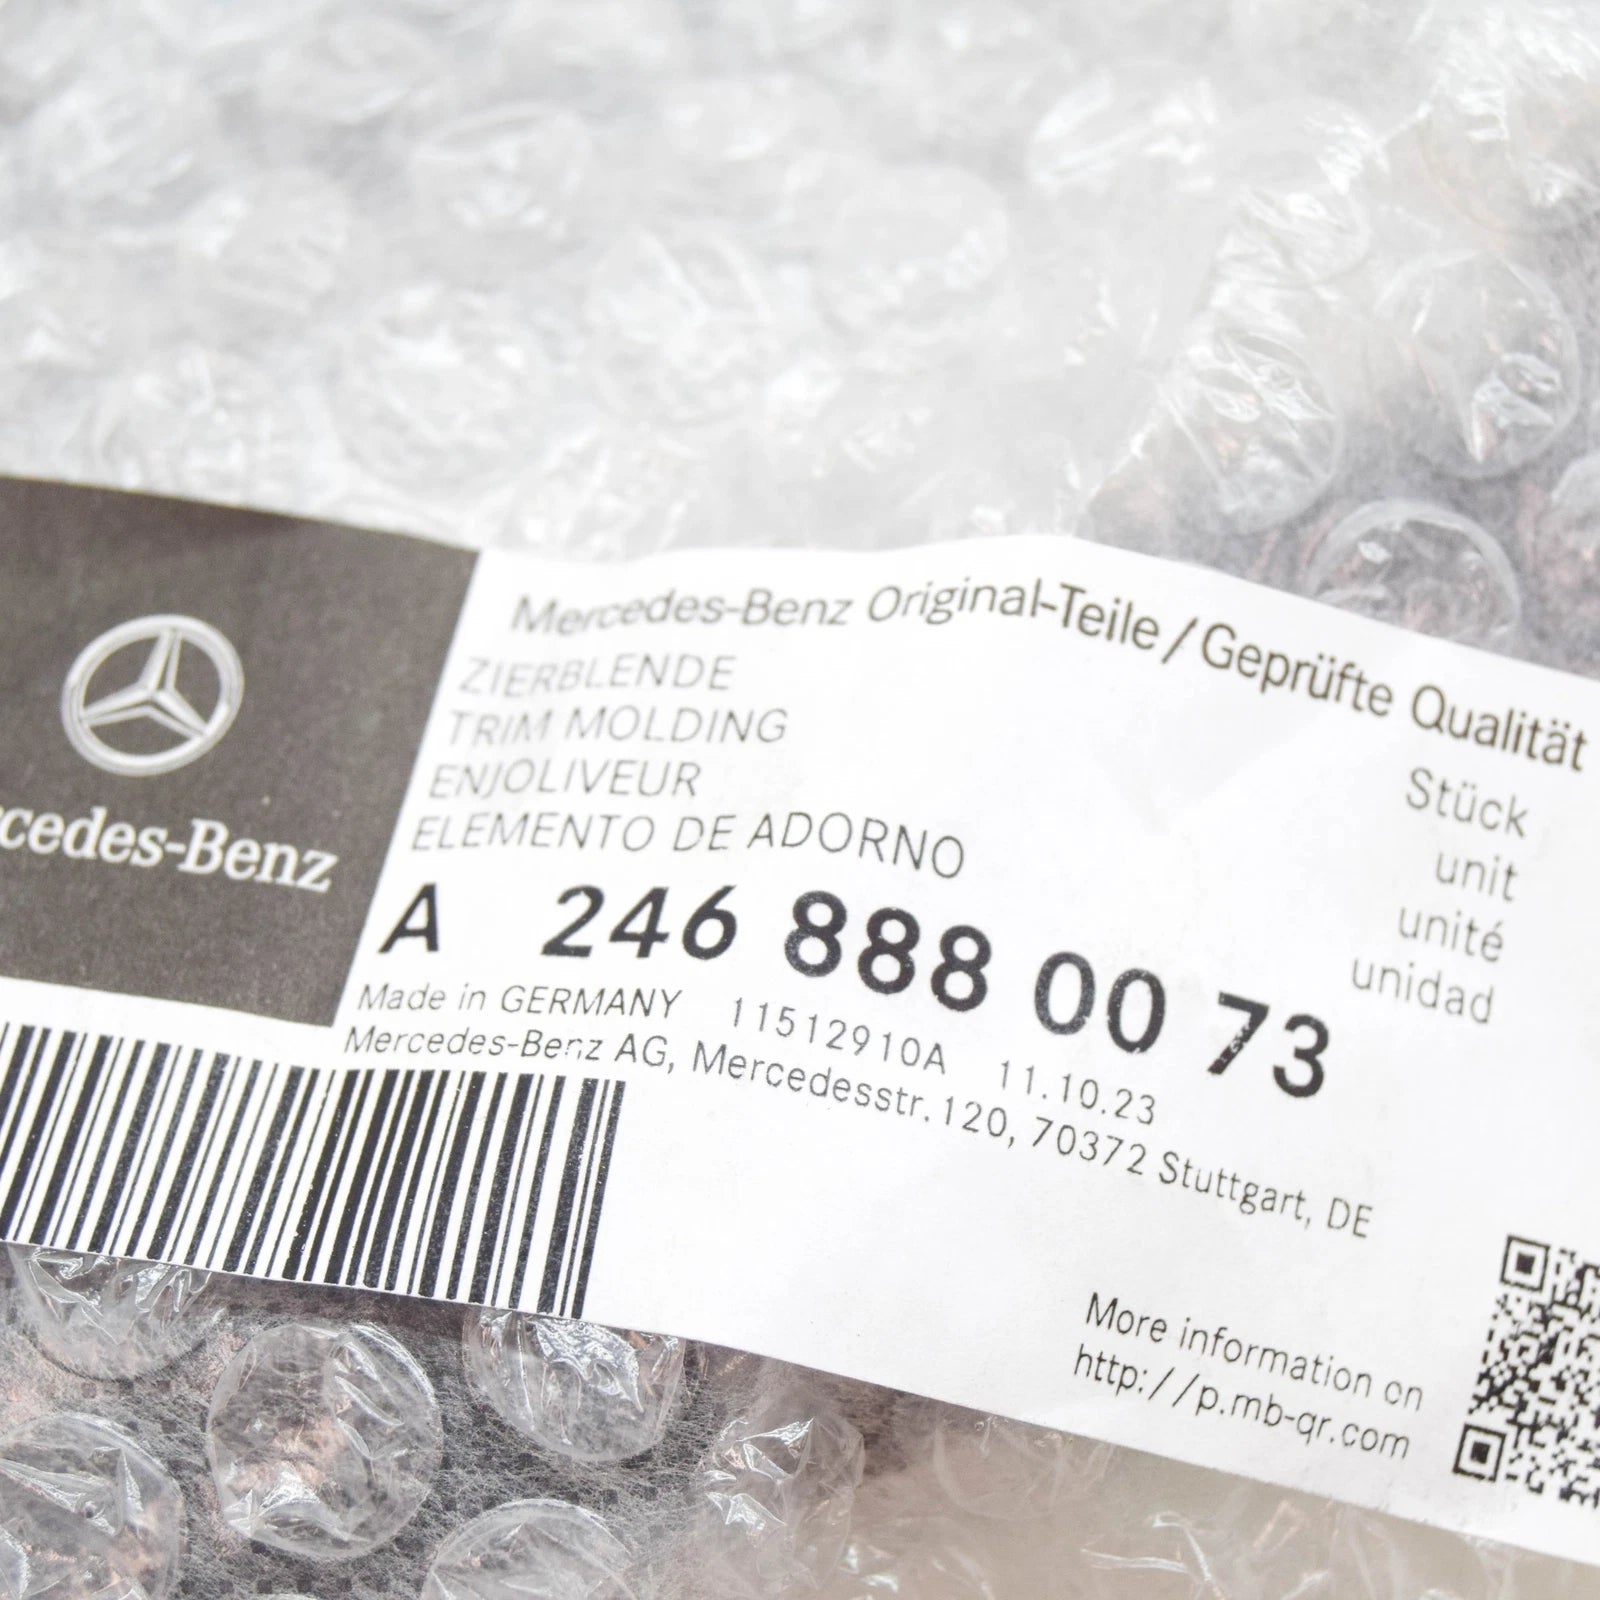 cedes-Benz
Mercedes-Benz Original-Teile / Geprüfte Qualität
ZIERBLENDE
TRIM MOLDING
ENJOLIVEUR
ELEMENTO DE ADORNO
Stück
unit
unité
unidad
A 246 888 00 73
Made in GERMANY 11512910A 11.10.23
Mercedes-Benz AG, Mercedesstr. 120, 70372 Stuttgart, DE
More information on
http://p.mb-qr.com